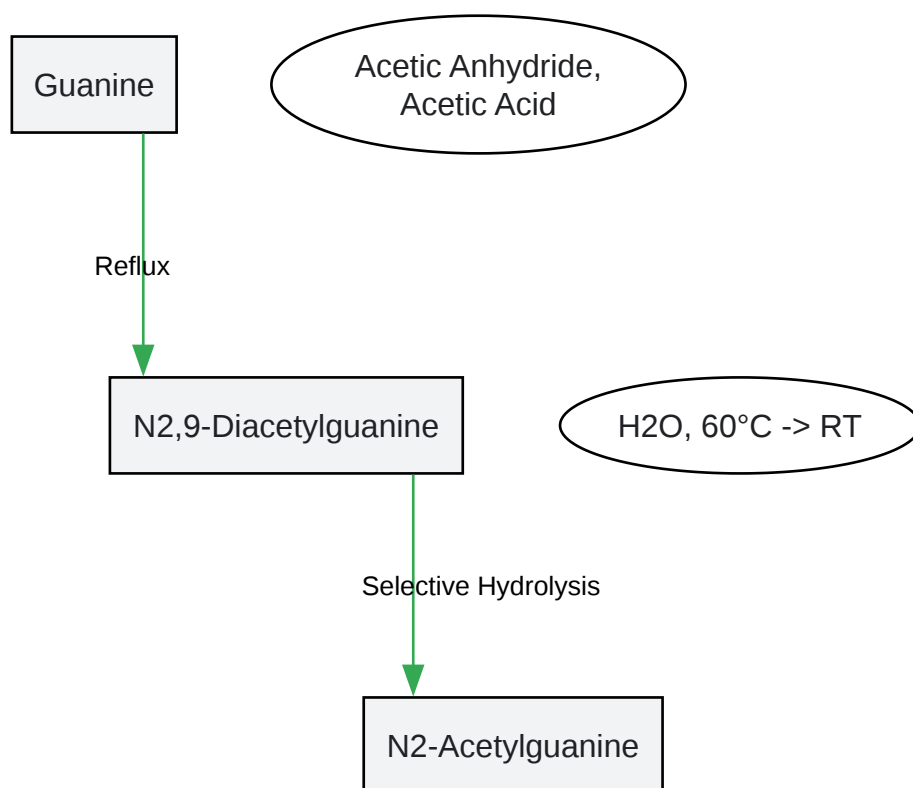 Guanine
Acetic Anhydride,
Acetic Acid
Reflux
N2,9-Diacetylguanine
H2O, 60°C -> RT
Selective Hydrolysis
N2-Acetylguanine